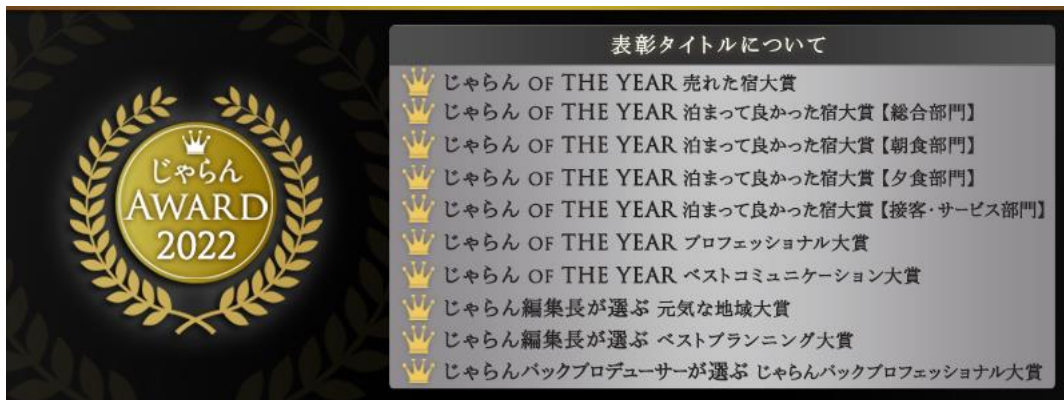 じゃらん
AWARD
2022
表彰タイトルについて
じゃらん OF THE YEAR 売れた宿大賞
じゃらん OF THE YEAR 泊まって良かった宿大賞【総合部門】
じゃらん OF THE YEAR 泊まって良かった宿大賞【朝食部門】
じゃらん OF THE YEAR 泊まって良かった宿大賞【夕食部門】
じゃらん OF THE YEAR 泊まって良かった宿大賞【接客・サービス部門】
じゃらん OF THE YEAR プロフェッショナル大賞
じゃらん OF THE YEAR ベストコミュニケーション大賞
じゃらん編集長が選ぶ 元気な地域大賞
じゃらん編集長が選ぶ ベストプランニング大賞
じゃらんパックプロデューサーが選ぶ じゃらんパックプロフェッショナル大賞